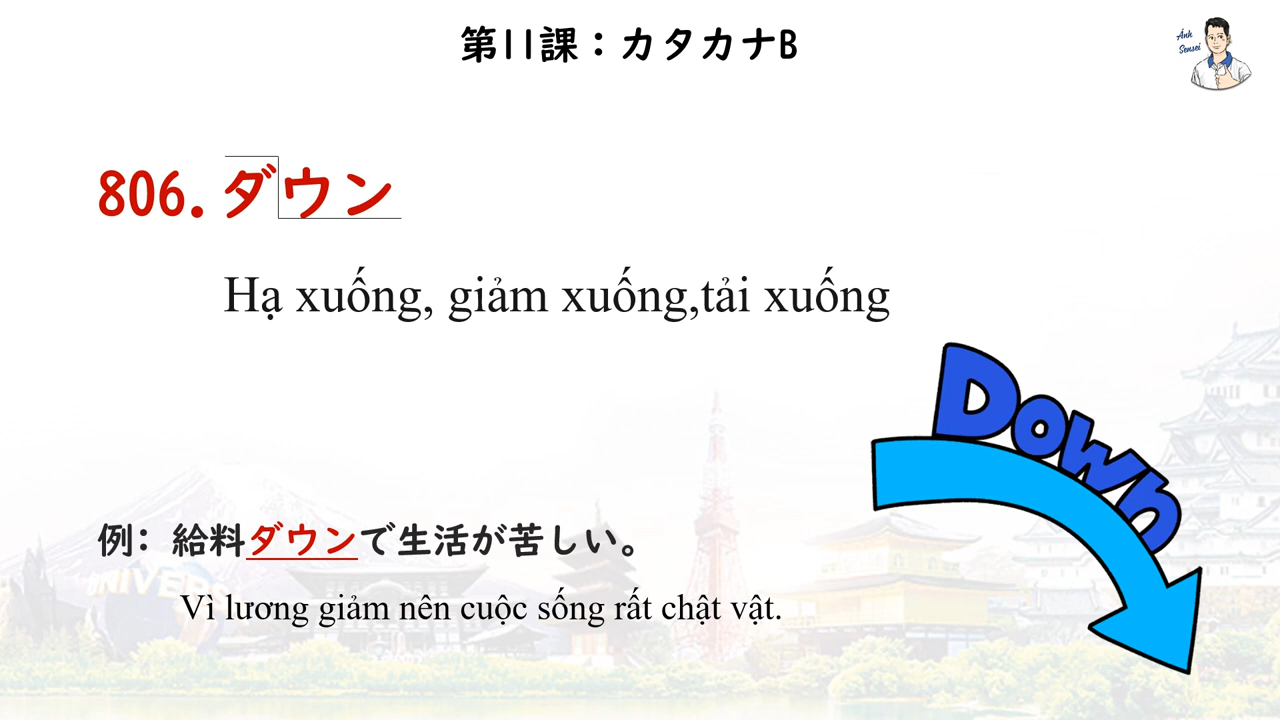 第11課：カタカナB
Anh
Sensei
806. ダウン
Hạ xuống, giảm xuống,tải xuống
Down
例：給料ダウンで生活が苦しい。
Vì lương giảm nên cuộc sống rất chật vật.
UNIVER